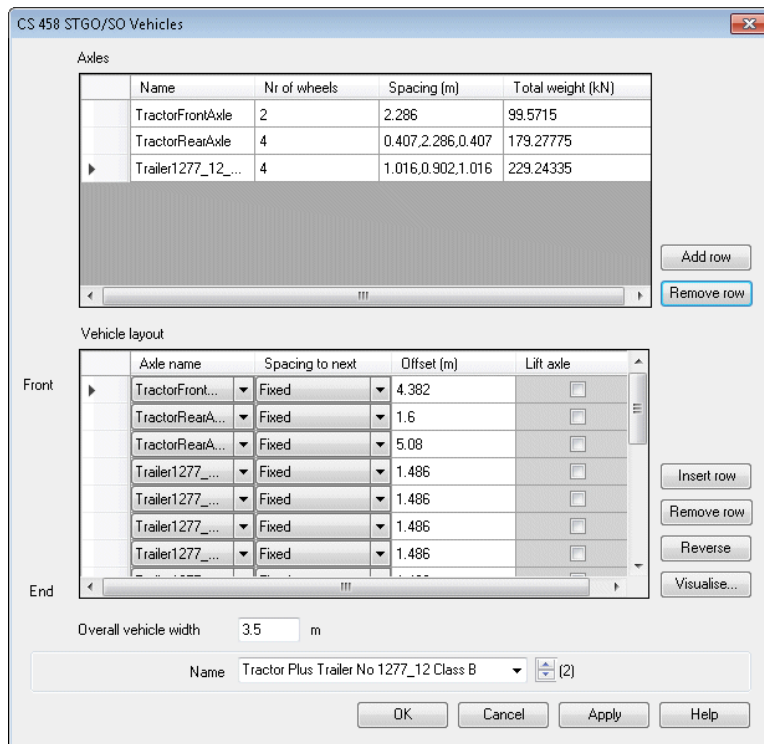 CS 458 STGO/SO Vehicles
Axles
Name Nr of wheels Spacing (m) Total weight (kN)
TractorFrontAxle 2 2.286 99.5715
TractorRearAxle 4 0.407,2.286,0.407 179.27775
Trailer1277_12_... 4 1.016,0.902,1.016 229.24335
Add row
Remove row
Vehicle layout
Axle name Spacing to next Offset (m) Lift axle
Front
TractorFront... Fixed 4.382
TractorRearA... Fixed 1.6
TractorRearA... Fixed 5.08
Trailer1277_... Fixed 1.486
Trailer1277_... Fixed 1.486
Trailer1277_... Fixed 1.486
Trailer1277_... Fixed 1.486
Insert row
Remove row
Reverse
Visualise...
End
Overall vehicle width 3.5 m
Name Tractor Plus Trailer No 1277_12 Class B (2)
OK Cancel Apply Help